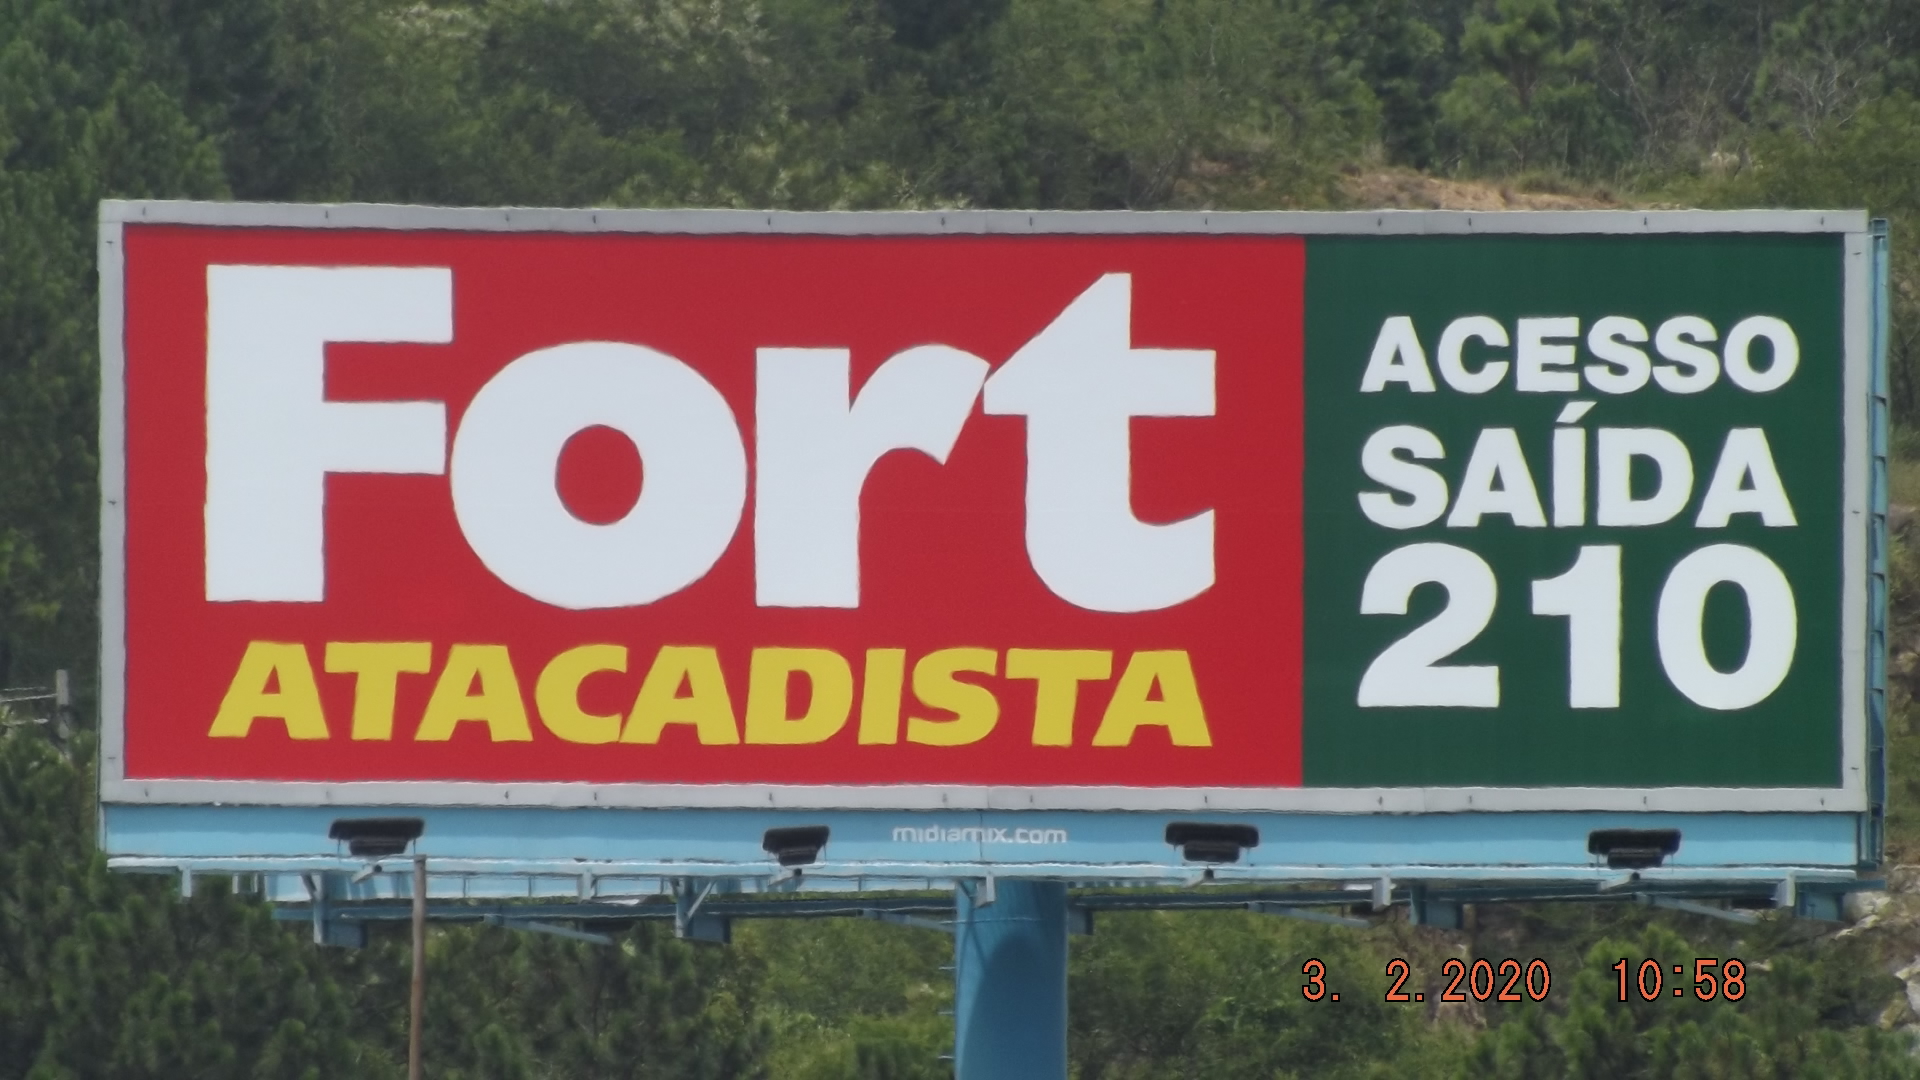 Fort
ATACADISTA
ACESSO
SAÍDA
210
midiamix.com
3. 2.2020 10:58